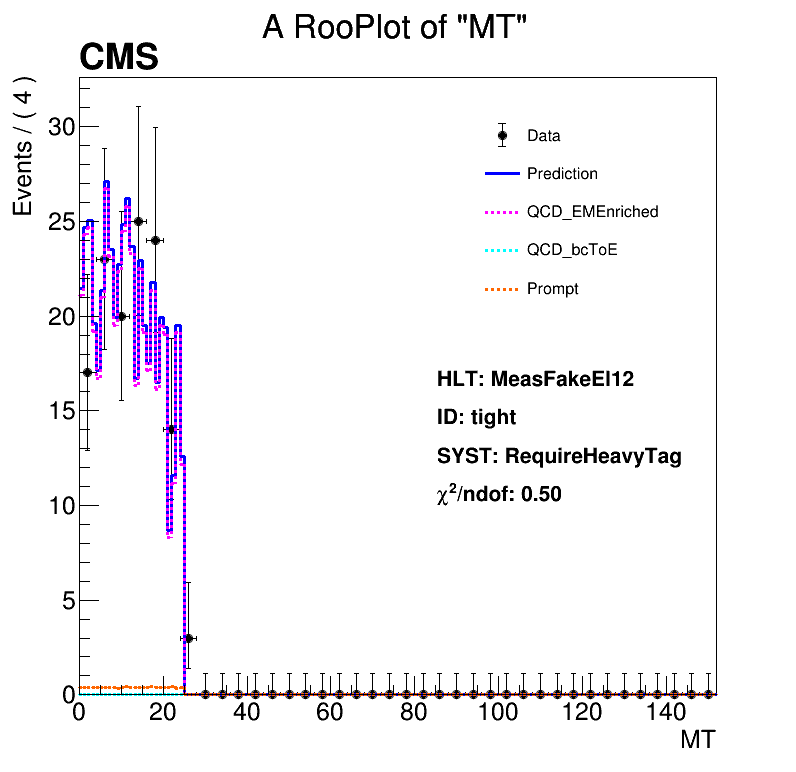 A RooPlot of "MT"
CMS
Events / ( 4 )
30
25
20
15
10
5
0
Data
Prediction
QCD_EMEnriched
QCD_bcToE
Prompt
HLT: MeasFakeEl12
ID: tight
SYST: RequireHeavyTag
χ²/ndof: 0.50
0 20 40 60 80 100 120 140
MT